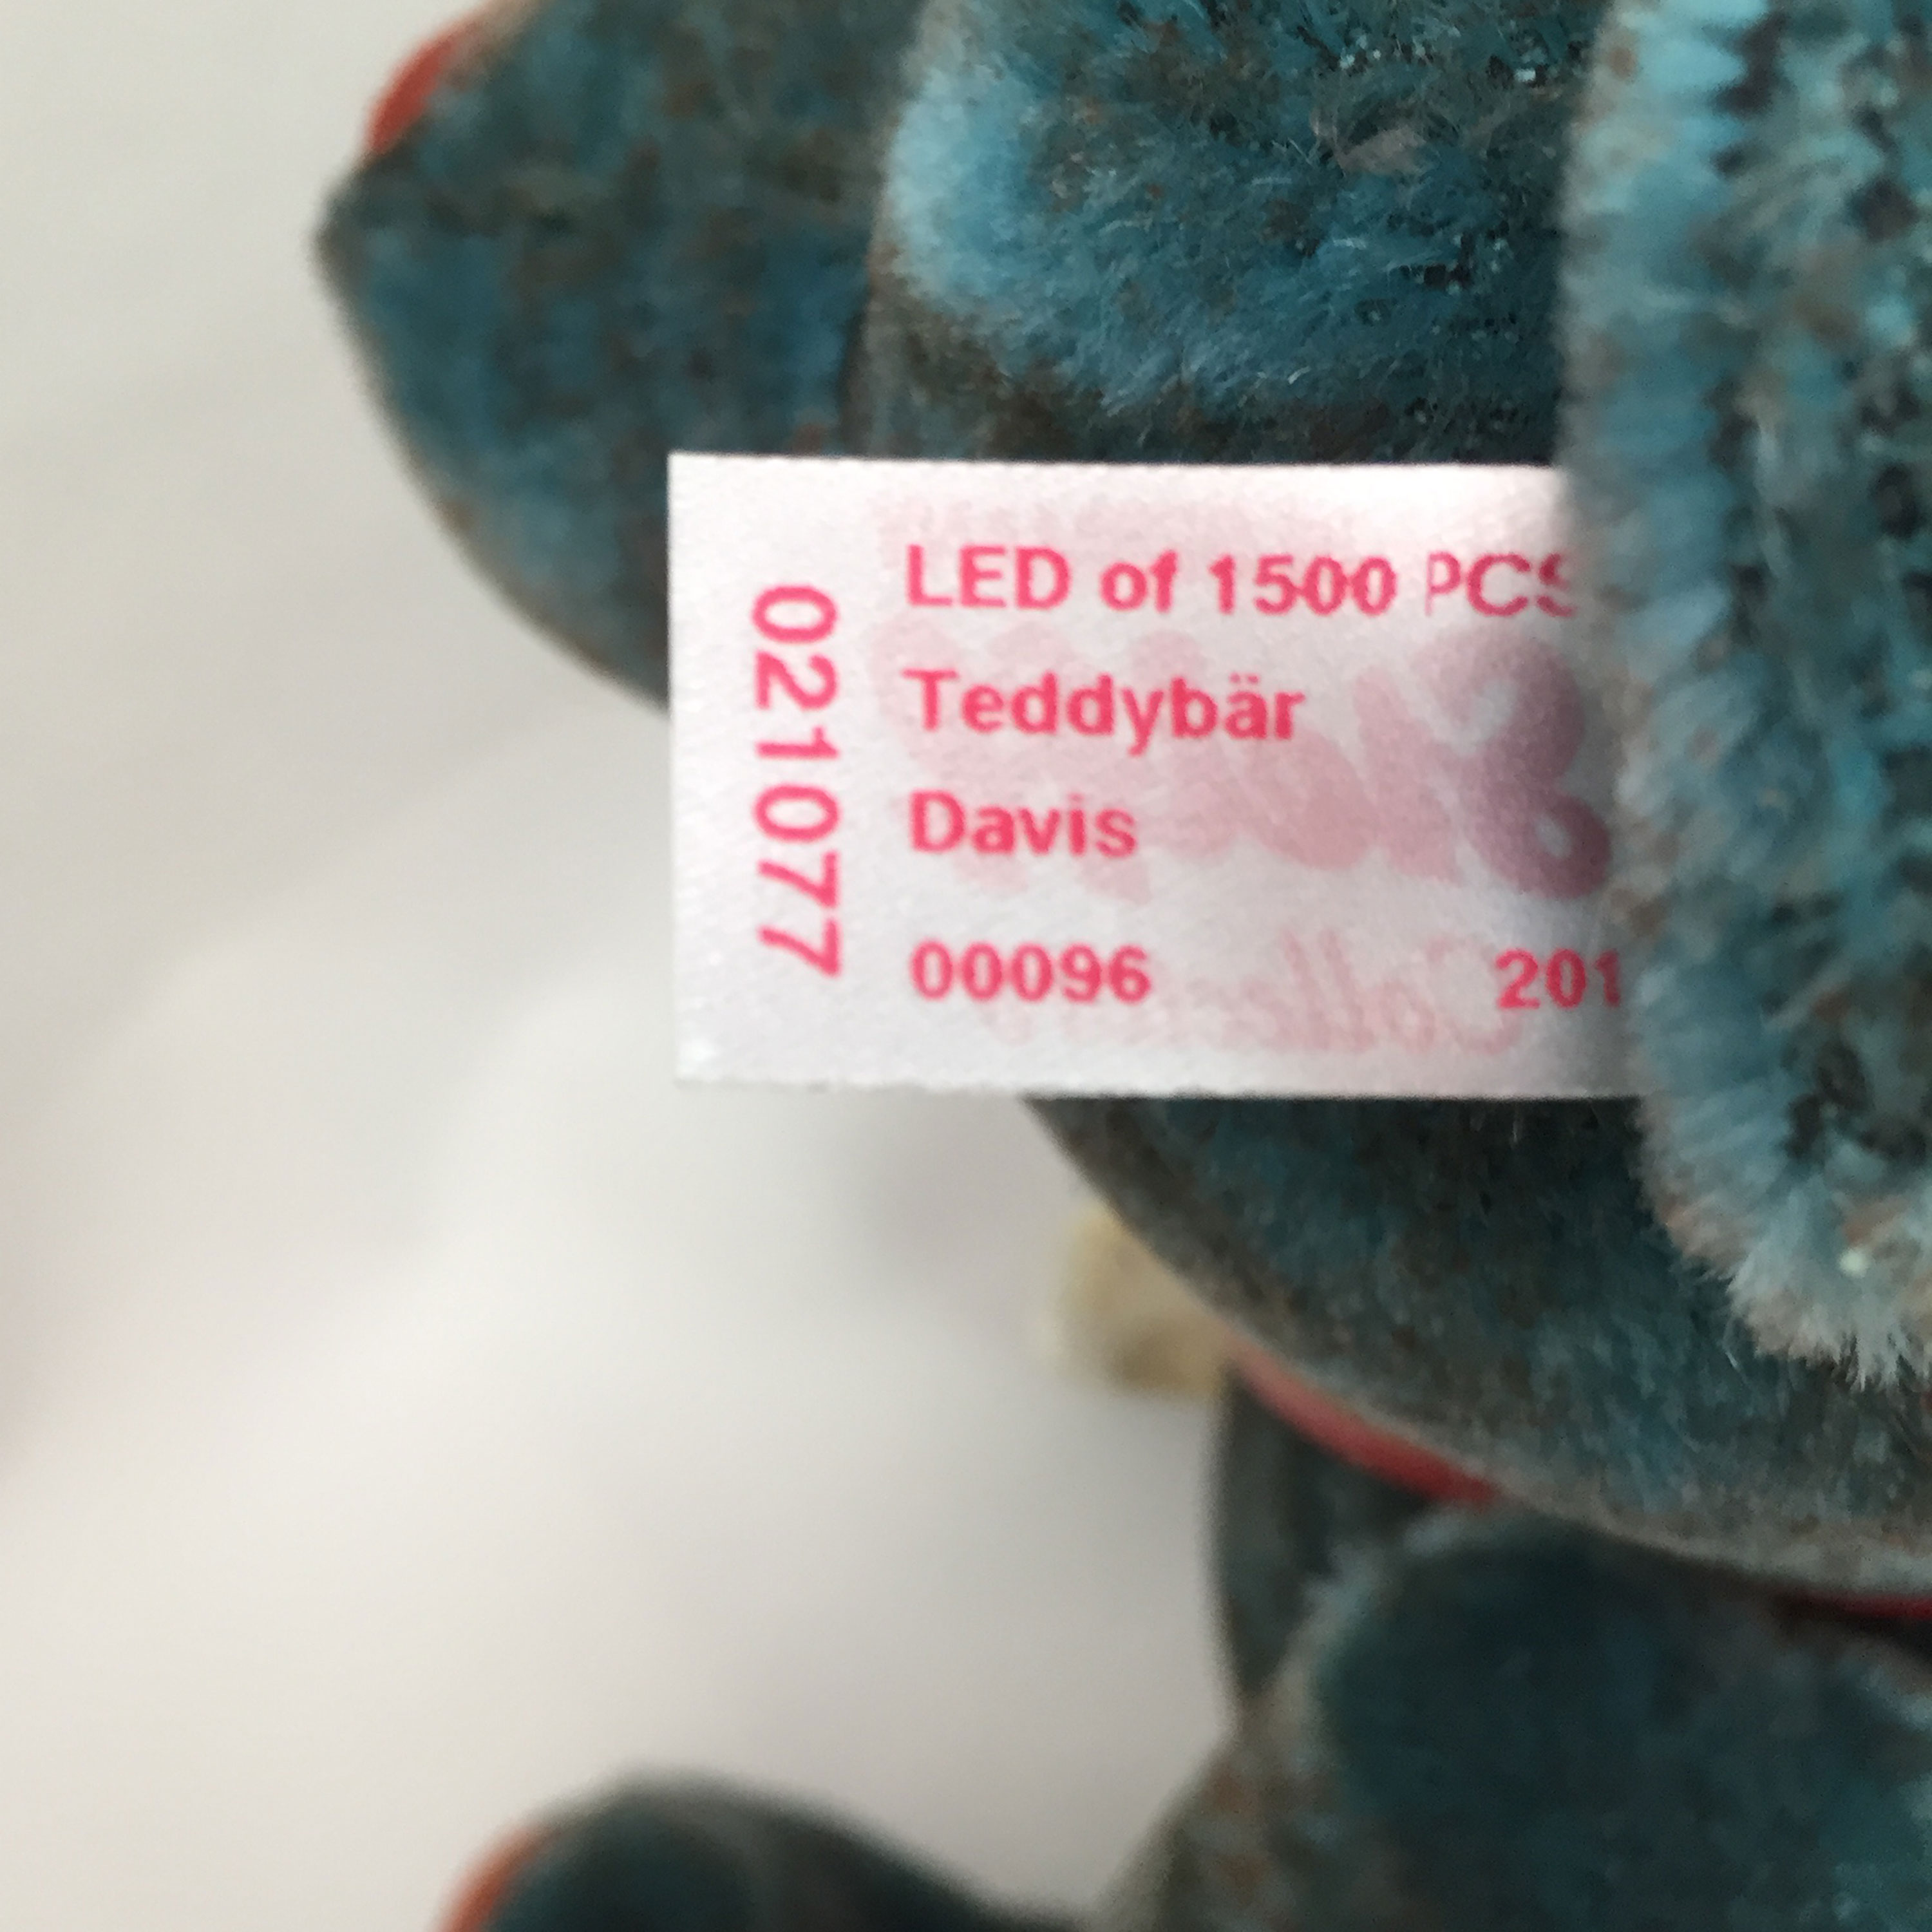 021077
LED of 1500 PCS
Teddybär
Davis
00096 201